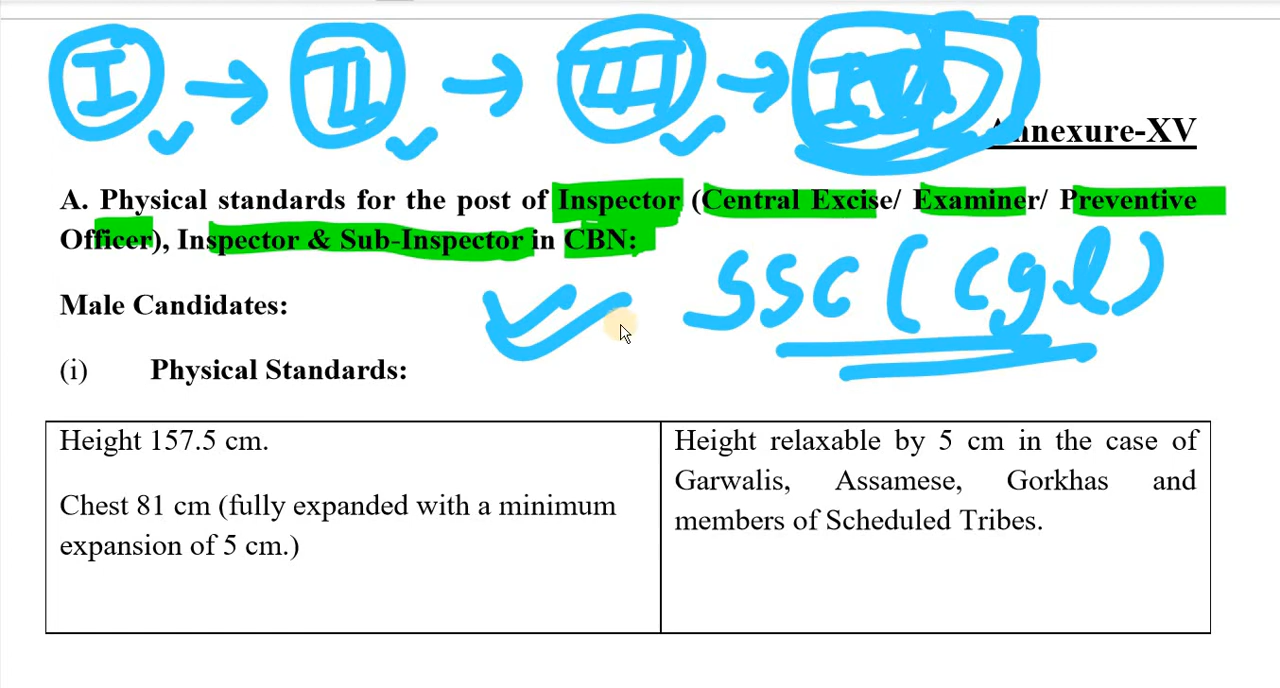 I → II → III → IV
Annexure-XV
A. Physical standards for the post of Inspector (Central Excise/ Examiner/ Preventive
Officer), Inspector & Sub-Inspector in CBN:
SSC (cgl)
Male Candidates:
(i) Physical Standards:
Height 157.5 cm.
Chest 81 cm (fully expanded with a minimum
expansion of 5 cm.)
Height relaxable by 5 cm in the case of
Garwalis, Assamese, Gorkhas and
members of Scheduled Tribes.